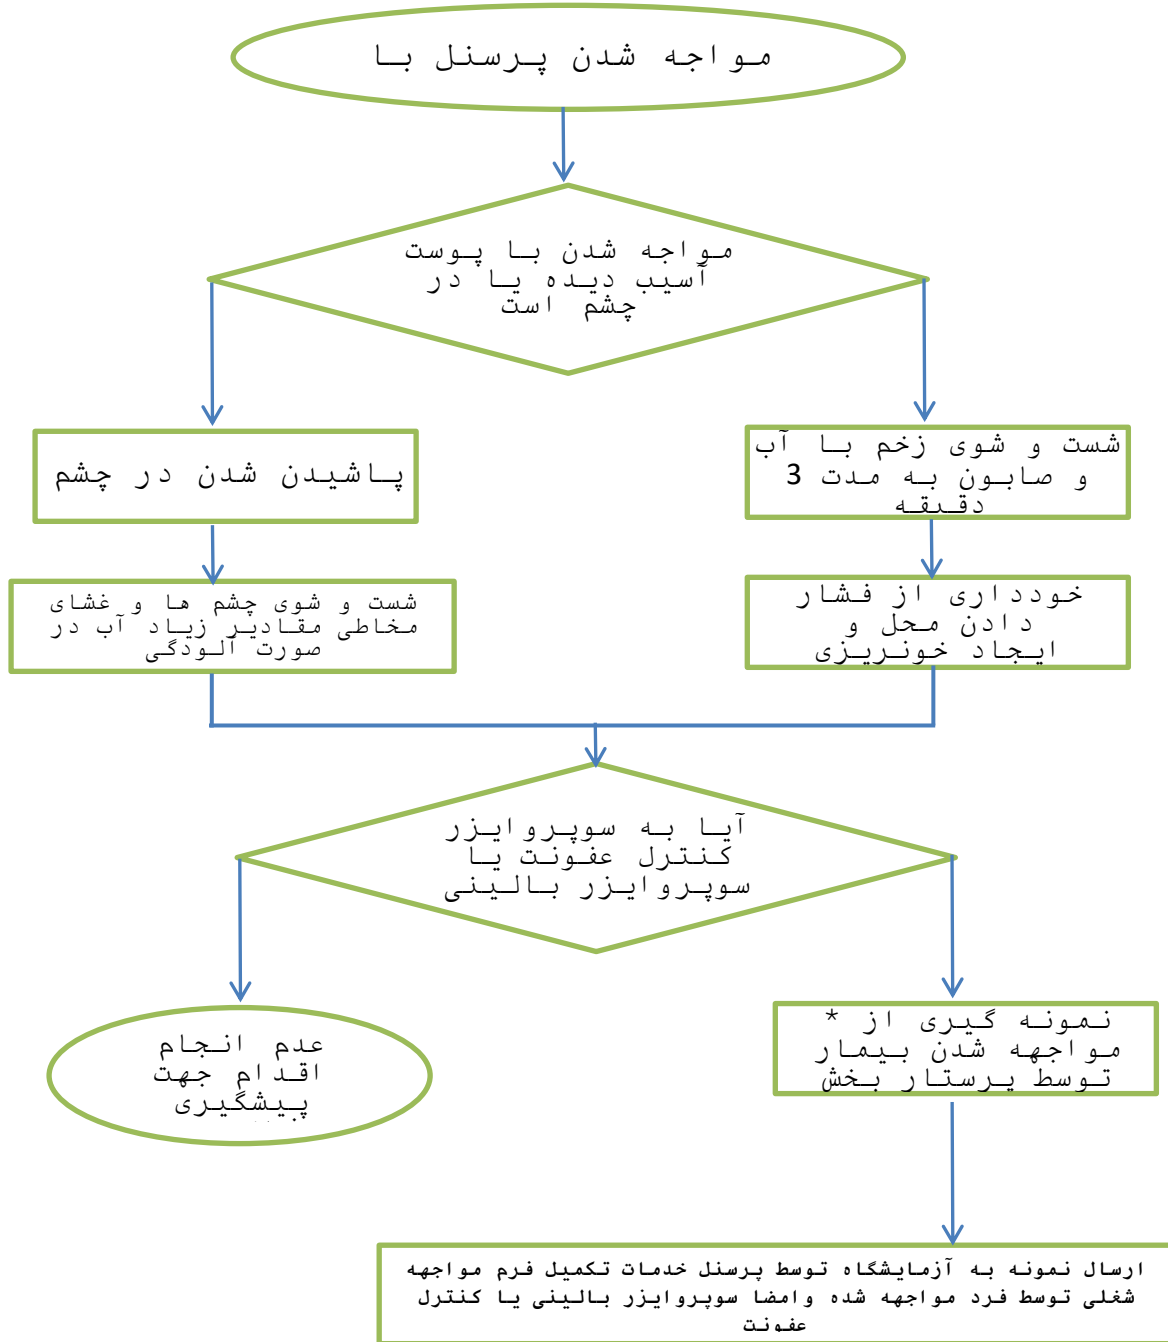 مواجه شدن پرسنل با
مواجه شدن با پوست
آسیب دیده یا در
چشم است
شست و شوی زخم با آب
و صابون به مدت 3
دقیقه
پاشیدن شدن در چشم
خودداری از فشار
دادن محل و
ایجاد خونریزی
شست و شوی چشم ها و غشای
مخاطی مقادیر زیاد آب در
صورت آلودگی
آیا به سوپروایزر
کنترل عفونت یا
سوپروایزر بالینی
نمونه گیری از *
مواجهه شدن بیمار
توسط پرستار بخش
عدم انجام
اقدام جهت
پیشگیری
ارسال نمونه به آزمایشگاه توسط پرسنل خدمات تکمیل فرم مواجهه
شغلی توسط فرد مواجهه شده وامضا سوپروایزر بالینی یا کنترل
عفونت